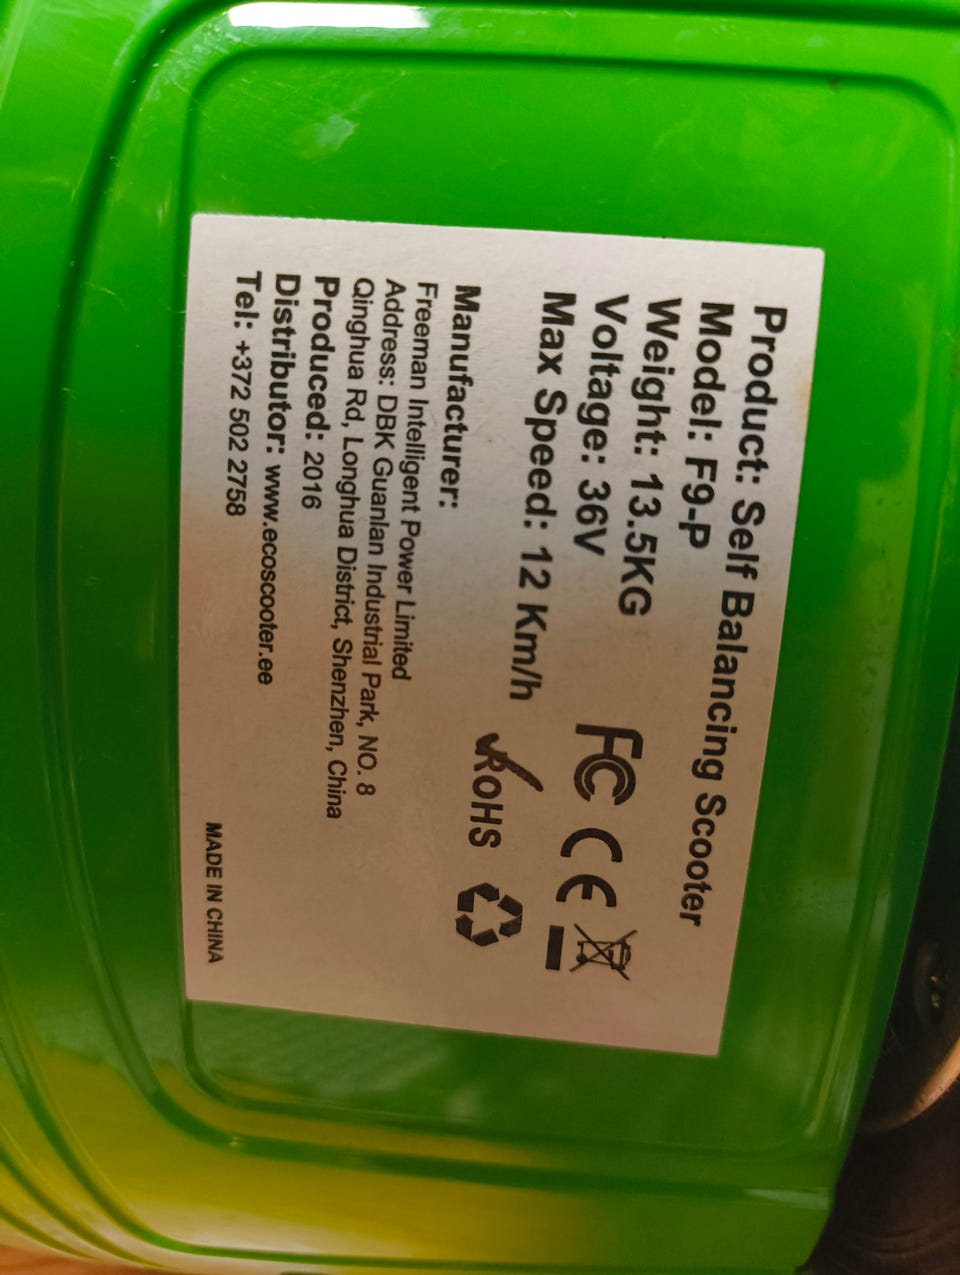 Product: Self Balancing Scooter
Model: F9-P
Weight: 13.5KG
Voltage: 36V
Max Speed: 12 Km/h
FC CE
RoHS
Manufacturer:
Freeman Intelligent Power Limited
Address: DBK Guanlan Industrial Park, NO. 8
Qinghua Rd, Longhua District, Shenzhen, China
Produced: 2016
Distributor: www.ecoscooter.ee
Tel: +372 502 2758
MADE IN CHINA